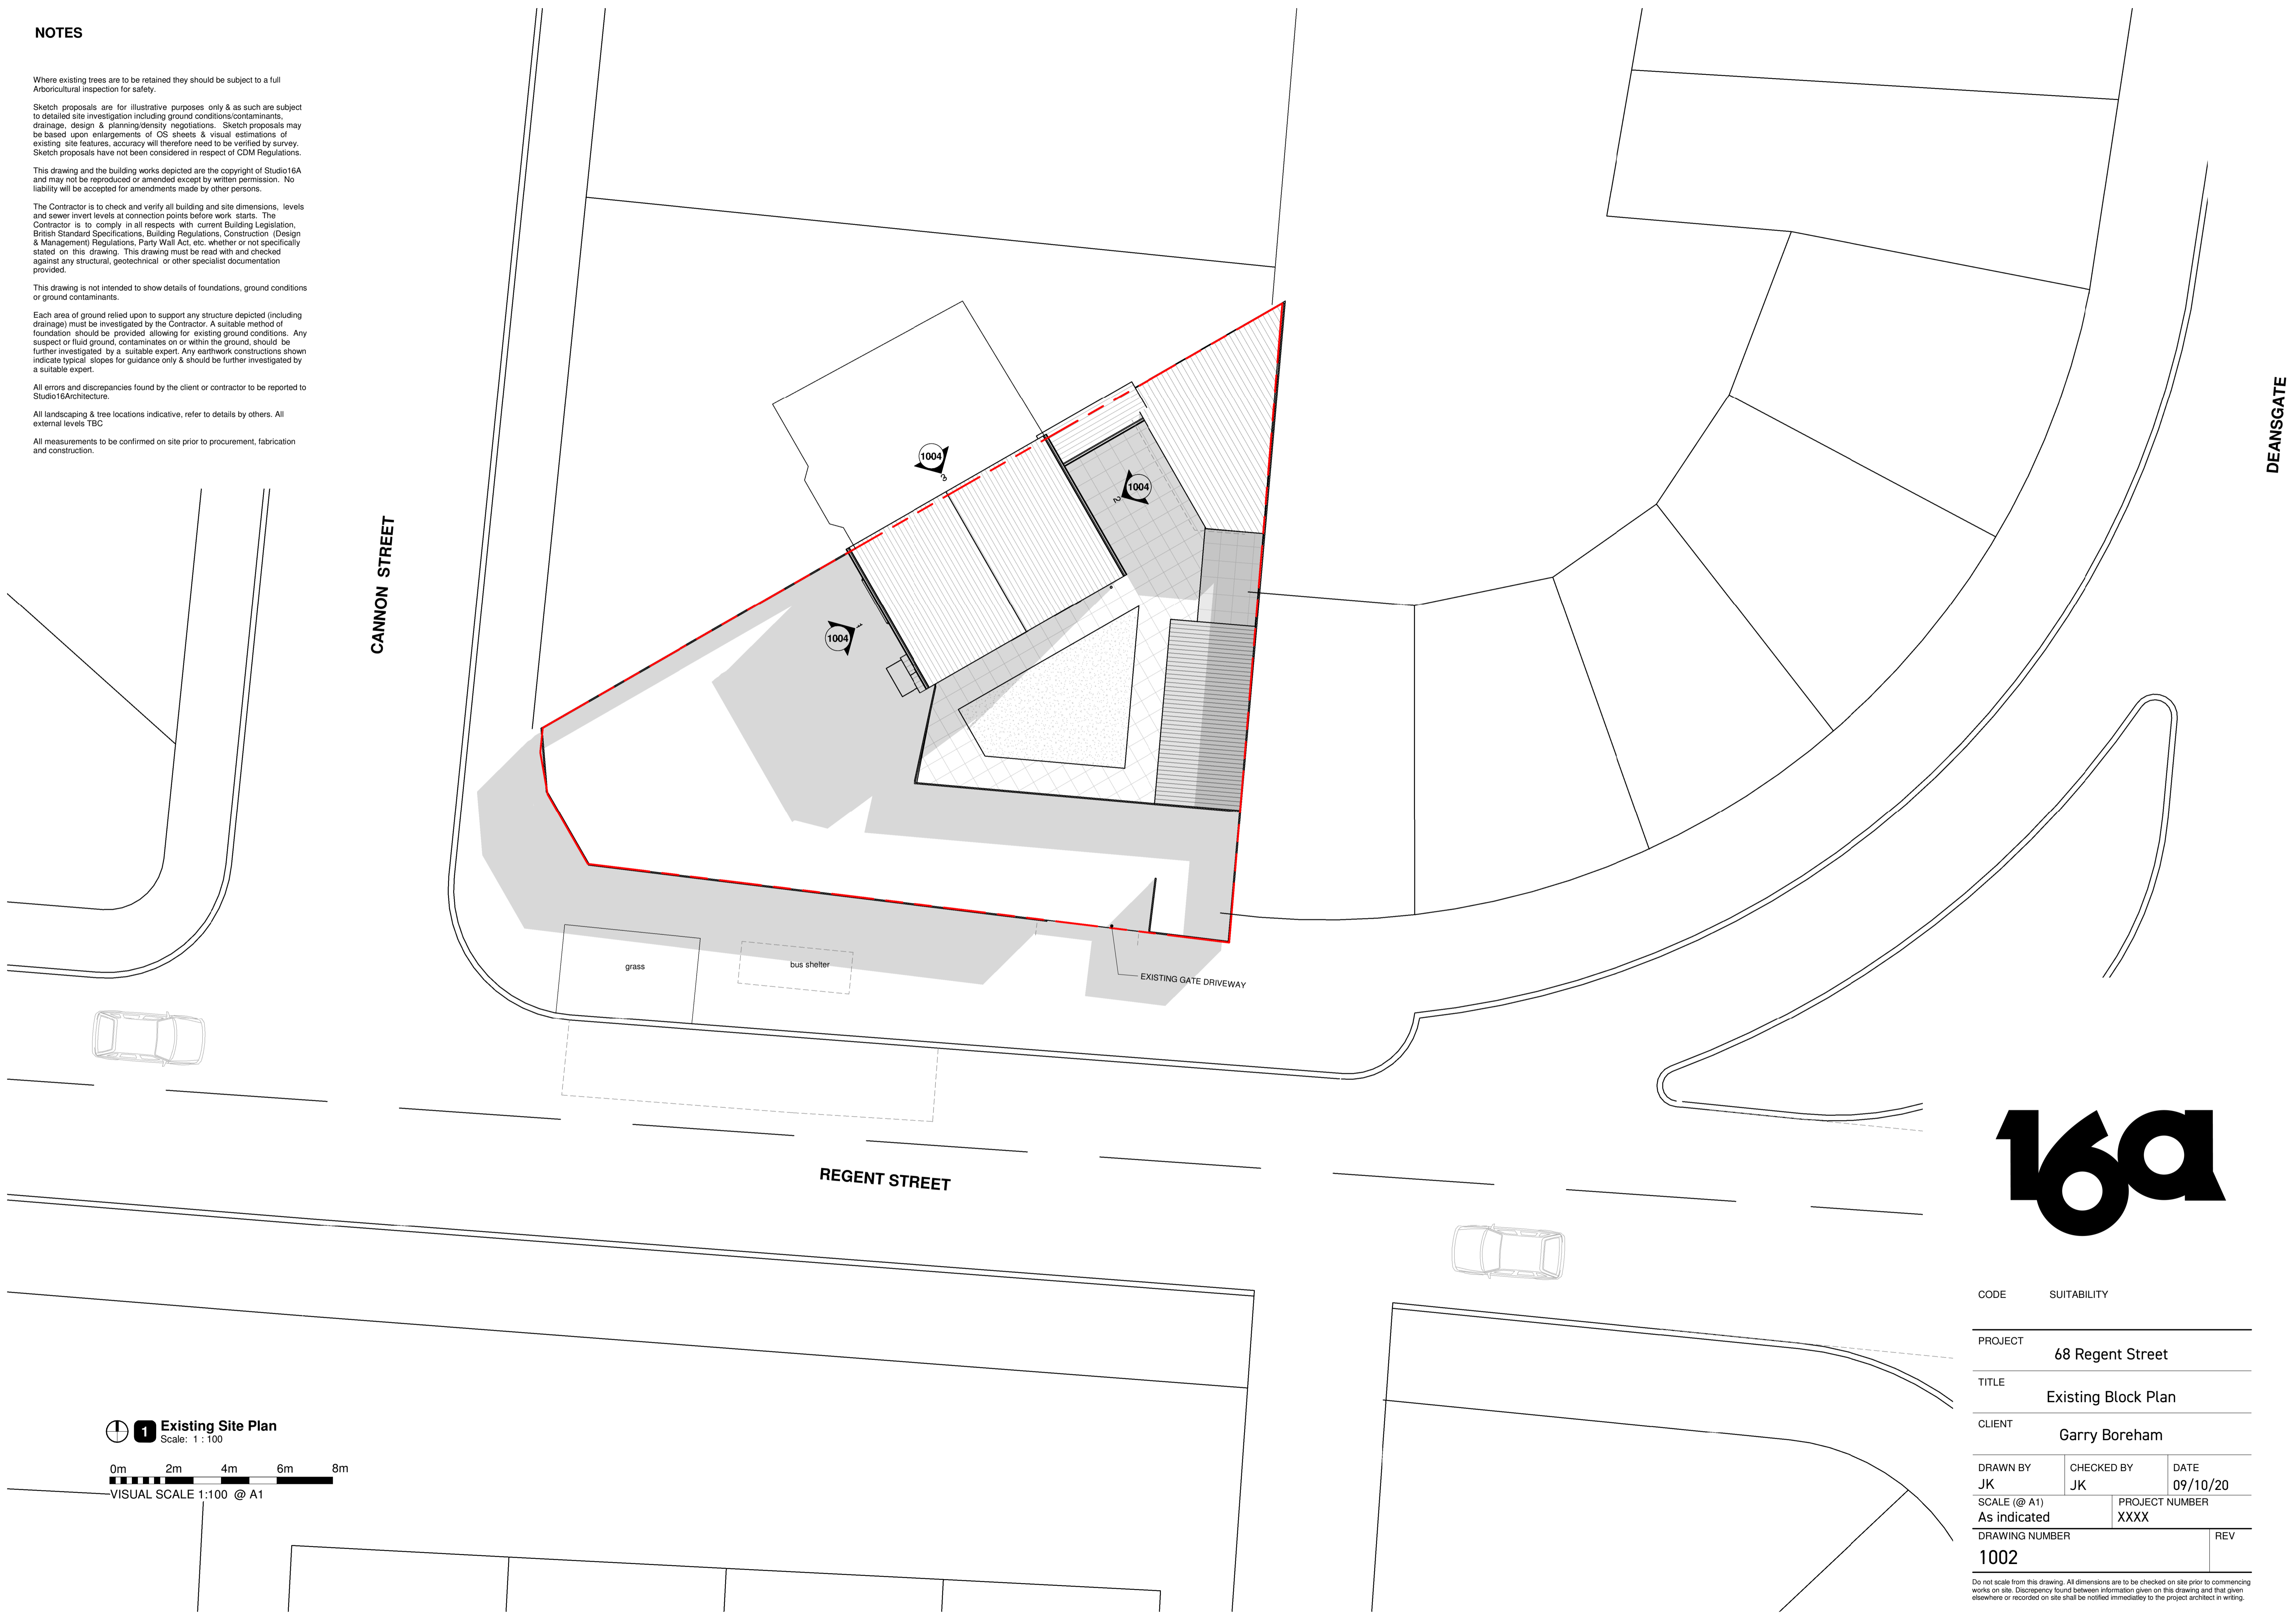 NOTES
Where existing trees are to be retained they should be subject to a full
Arboricultural inspection for safety.
Sketch proposals are for illustrative purposes only & as such are subject
to detailed site investigation including ground conditions/contaminants,
drainage, design & planning/density negotiations. Sketch proposals may
be based upon enlargements of OS sheets & visual estimations of
existing site features, accuracy will therefore need to be verified by survey.
Sketch proposals have not been considered in respect of CDM Regulations.
This drawing and the building works depicted are the copyright of Studio16A
and may not be reproduced or amended except by written permission. No
liability will be accepted for amendments made by other persons.
The Contractor is to check and verify all building and site dimensions, levels
and sewer invert levels at connection points before work starts. The
Contractor is to comply in all respects with current Building Legislation,
British Standard Specifications, Building Regulations, Construction (Design
& Management) Regulations, Party Wall Act, etc. whether or not specifically
stated on this drawing. This drawing must be read with and checked
against any structural, geotechnical or other specialist documentation
provided.
This drawing is not intended to show details of foundations, ground conditions
or ground contaminants.
Each area of ground relied upon to support any structure depicted (including
drainage) must be investigated by the Contractor. A suitable method of
foundation should be provided allowing for existing ground conditions. Any
suspect or fluid ground, contaminates on or within the ground, should be
further investigated by a suitable expert. Any earthwork constructions shown
indicate typical slopes for guidance only & should be further investigated by
a suitable expert.
All errors and discrepancies found by the client or contractor to be reported to
Studio16Architecture.
All landscaping & tree locations indicative, refer to details by others. All
external levels TBC
All measurements to be confirmed on site prior to procurement, fabrication
and construction.
DEANSGATE
CANNON STREET
1004
3
1004
2
1004
1
grass
bus shelter
EXISTING GATE DRIVEWAY
REGENT STREET
16a
1
Existing Site Plan
Scale: 1 : 100
0m 2m 4m 6m 8m
VISUAL SCALE 1:100 @ A1
CODE SUITABILITY
PROJECT
68 Regent Street
TITLE
Existing Block Plan
CLIENT
Garry Boreham
DRAWN BY CHECKED BY DATE
JK JK 09/10/20
SCALE (@ A1) PROJECT NUMBER
As indicated XXXX
DRAWING NUMBER REV
1002
Do not scale from this drawing. All dimensions are to be checked on site prior to commencing
works on site. Discrepency found between information given on this drawing and that given
elsewhere or recorded on site shall be notified immediatley to the project architect in writing.